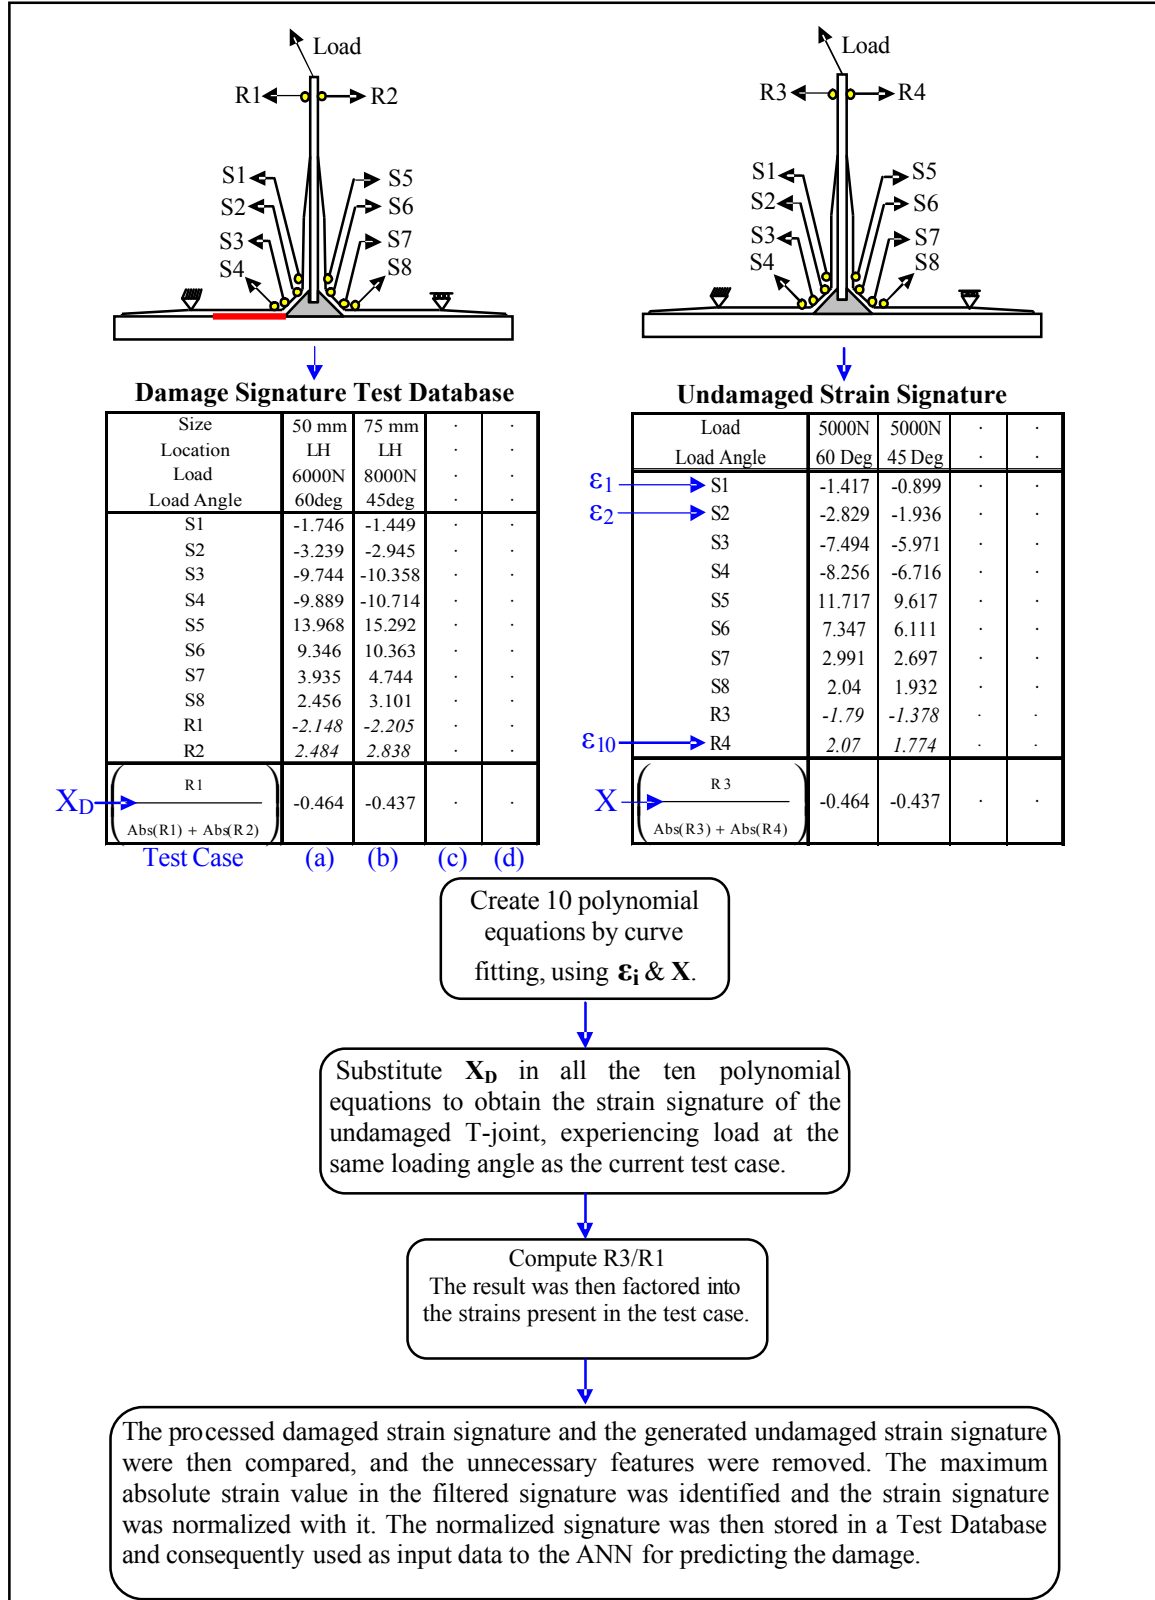 Load
R1
R2
S1
S2
S3
S4
S5
S6
S7
S8
Load
R3
R4
S1
S2
S3
S4
S5
S6
S7
S8
Damage Signature Test Database
Size 50 mm 75 mm . .
Location LH LH . .
Load 6000N 8000N . .
Load Angle 60deg 45deg . .
S1 -1.746 -1.449 . .
S2 -3.239 -2.945 . .
S3 -9.744 -10.358 . .
S4 -9.889 -10.714 . .
S5 13.968 15.292 . .
S6 9.346 10.363 . .
S7 3.935 4.744 . .
S8 2.456 3.101 . .
R1 -2.148 -2.205 . .
R2 2.484 2.838 . .
R1
XD -0.464 -0.437 . .
Abs(R1) + Abs(R2)
Test Case (a) (b) (c) (d)
Undamaged Strain Signature
Load 5000N 5000N . .
Load Angle 60 Deg 45 Deg . .
ε1 S1 -1.417 -0.899 . .
ε2 S2 -2.829 -1.936 . .
S3 -7.494 -5.971 . .
S4 -8.256 -6.716 . .
S5 11.717 9.617 . .
S6 7.347 6.111 . .
S7 2.991 2.697 . .
S8 2.04 1.932 . .
R3 -1.79 -1.378 . .
ε10 R4 2.07 1.774 . .
R3
X -0.464 -0.437 . .
Abs(R3) + Abs(R4)
Create 10 polynomial
equations by curve
fitting, using εi & X.
Substitute XD in all the ten polynomial
equations to obtain the strain signature of the
undamaged T-joint, experiencing load at the
same loading angle as the current test case.
Compute R3/R1
The result was then factored into
the strains present in the test case.
The processed damaged strain signature and the generated undamaged strain signature
were then compared, and the unnecessary features were removed. The maximum
absolute strain value in the filtered signature was identified and the strain signature
was normalized with it. The normalized signature was then stored in a Test Database
and consequently used as input data to the ANN for predicting the damage.